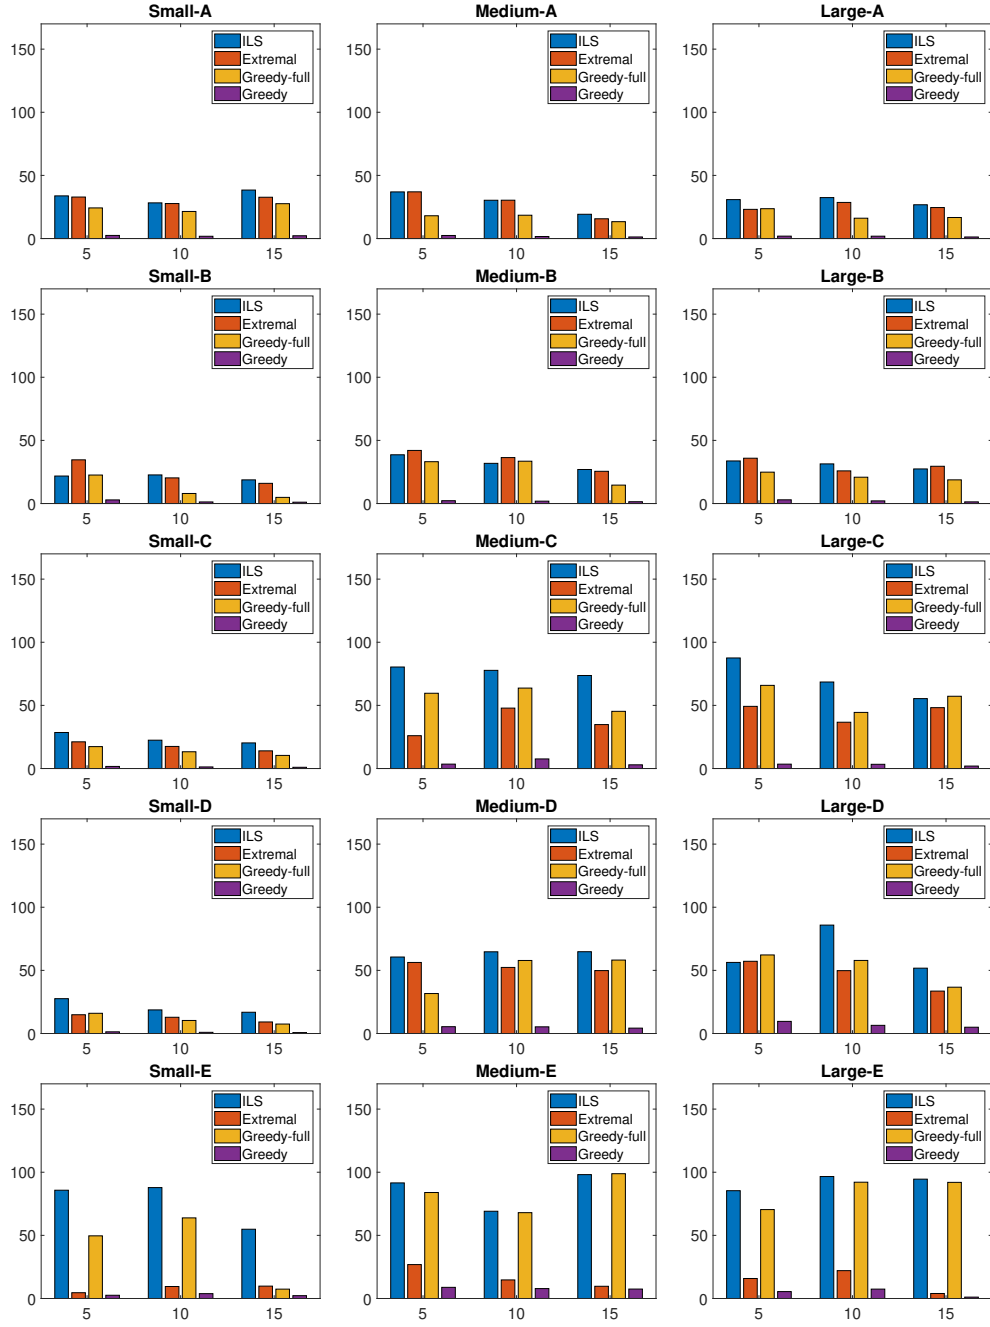 Small-A
150
100
50
0
5 10 15
ILS
Extremal
Greedy-full
Greedy
Medium-A
150
100
50
0
5 10 15
ILS
Extremal
Greedy-full
Greedy
Large-A
150
100
50
0
5 10 15
ILS
Extremal
Greedy-full
Greedy
Small-B
150
100
50
0
5 10 15
ILS
Extremal
Greedy-full
Greedy
Medium-B
150
100
50
0
5 10 15
ILS
Extremal
Greedy-full
Greedy
Large-B
150
100
50
0
5 10 15
ILS
Extremal
Greedy-full
Greedy
Small-C
150
100
50
0
5 10 15
ILS
Extremal
Greedy-full
Greedy
Medium-C
150
100
50
0
5 10 15
ILS
Extremal
Greedy-full
Greedy
Large-C
150
100
50
0
5 10 15
ILS
Extremal
Greedy-full
Greedy
Small-D
150
100
50
0
5 10 15
ILS
Extremal
Greedy-full
Greedy
Medium-D
150
100
50
0
5 10 15
ILS
Extremal
Greedy-full
Greedy
Large-D
150
100
50
0
5 10 15
ILS
Extremal
Greedy-full
Greedy
Small-E
150
100
50
0
5 10 15
ILS
Extremal
Greedy-full
Greedy
Medium-E
150
100
50
0
5 10 15
ILS
Extremal
Greedy-full
Greedy
Large-E
150
100
50
0
5 10 15
ILS
Extremal
Greedy-full
Greedy